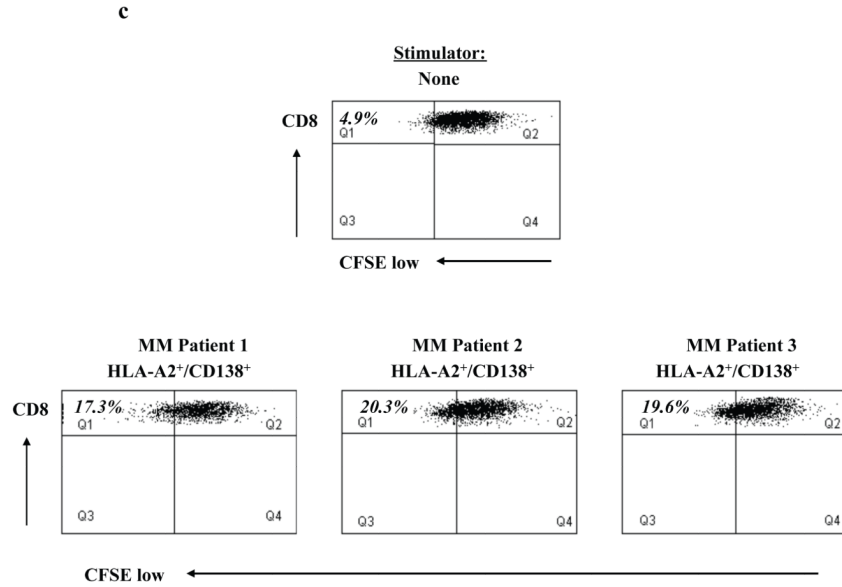 c
Stimulator:
None
CD8
4.9%
Q1
Q2
Q3
Q4
CFSE low
MM Patient 1
HLA-A2⁺/CD138⁺
MM Patient 2
HLA-A2⁺/CD138⁺
MM Patient 3
HLA-A2⁺/CD138⁺
CD8
17.3%
Q1
Q2
Q3
Q4
20.3%
Q1
Q2
Q3
Q4
19.6%
Q1
Q2
Q3
Q4
CFSE low